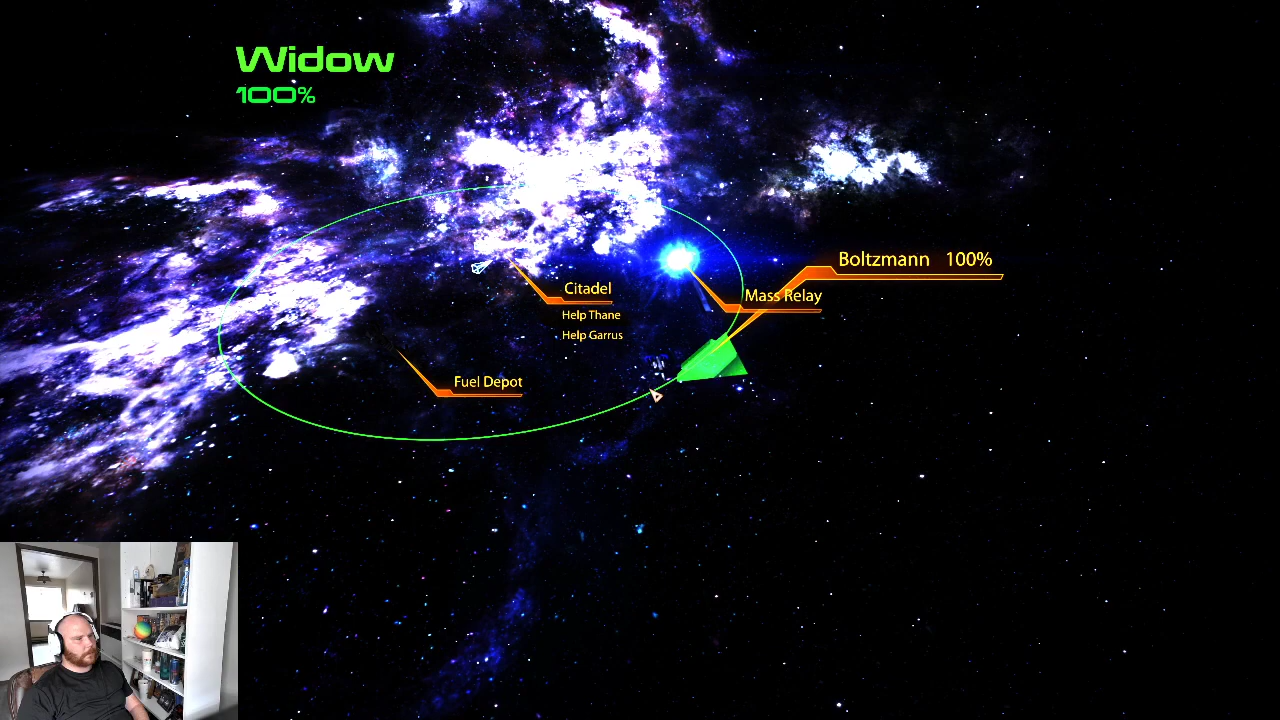 Widow
100%
Boltzmann 100%
Citadel
Mass Relay
Help Thane
Help Garrus
Fuel Depot